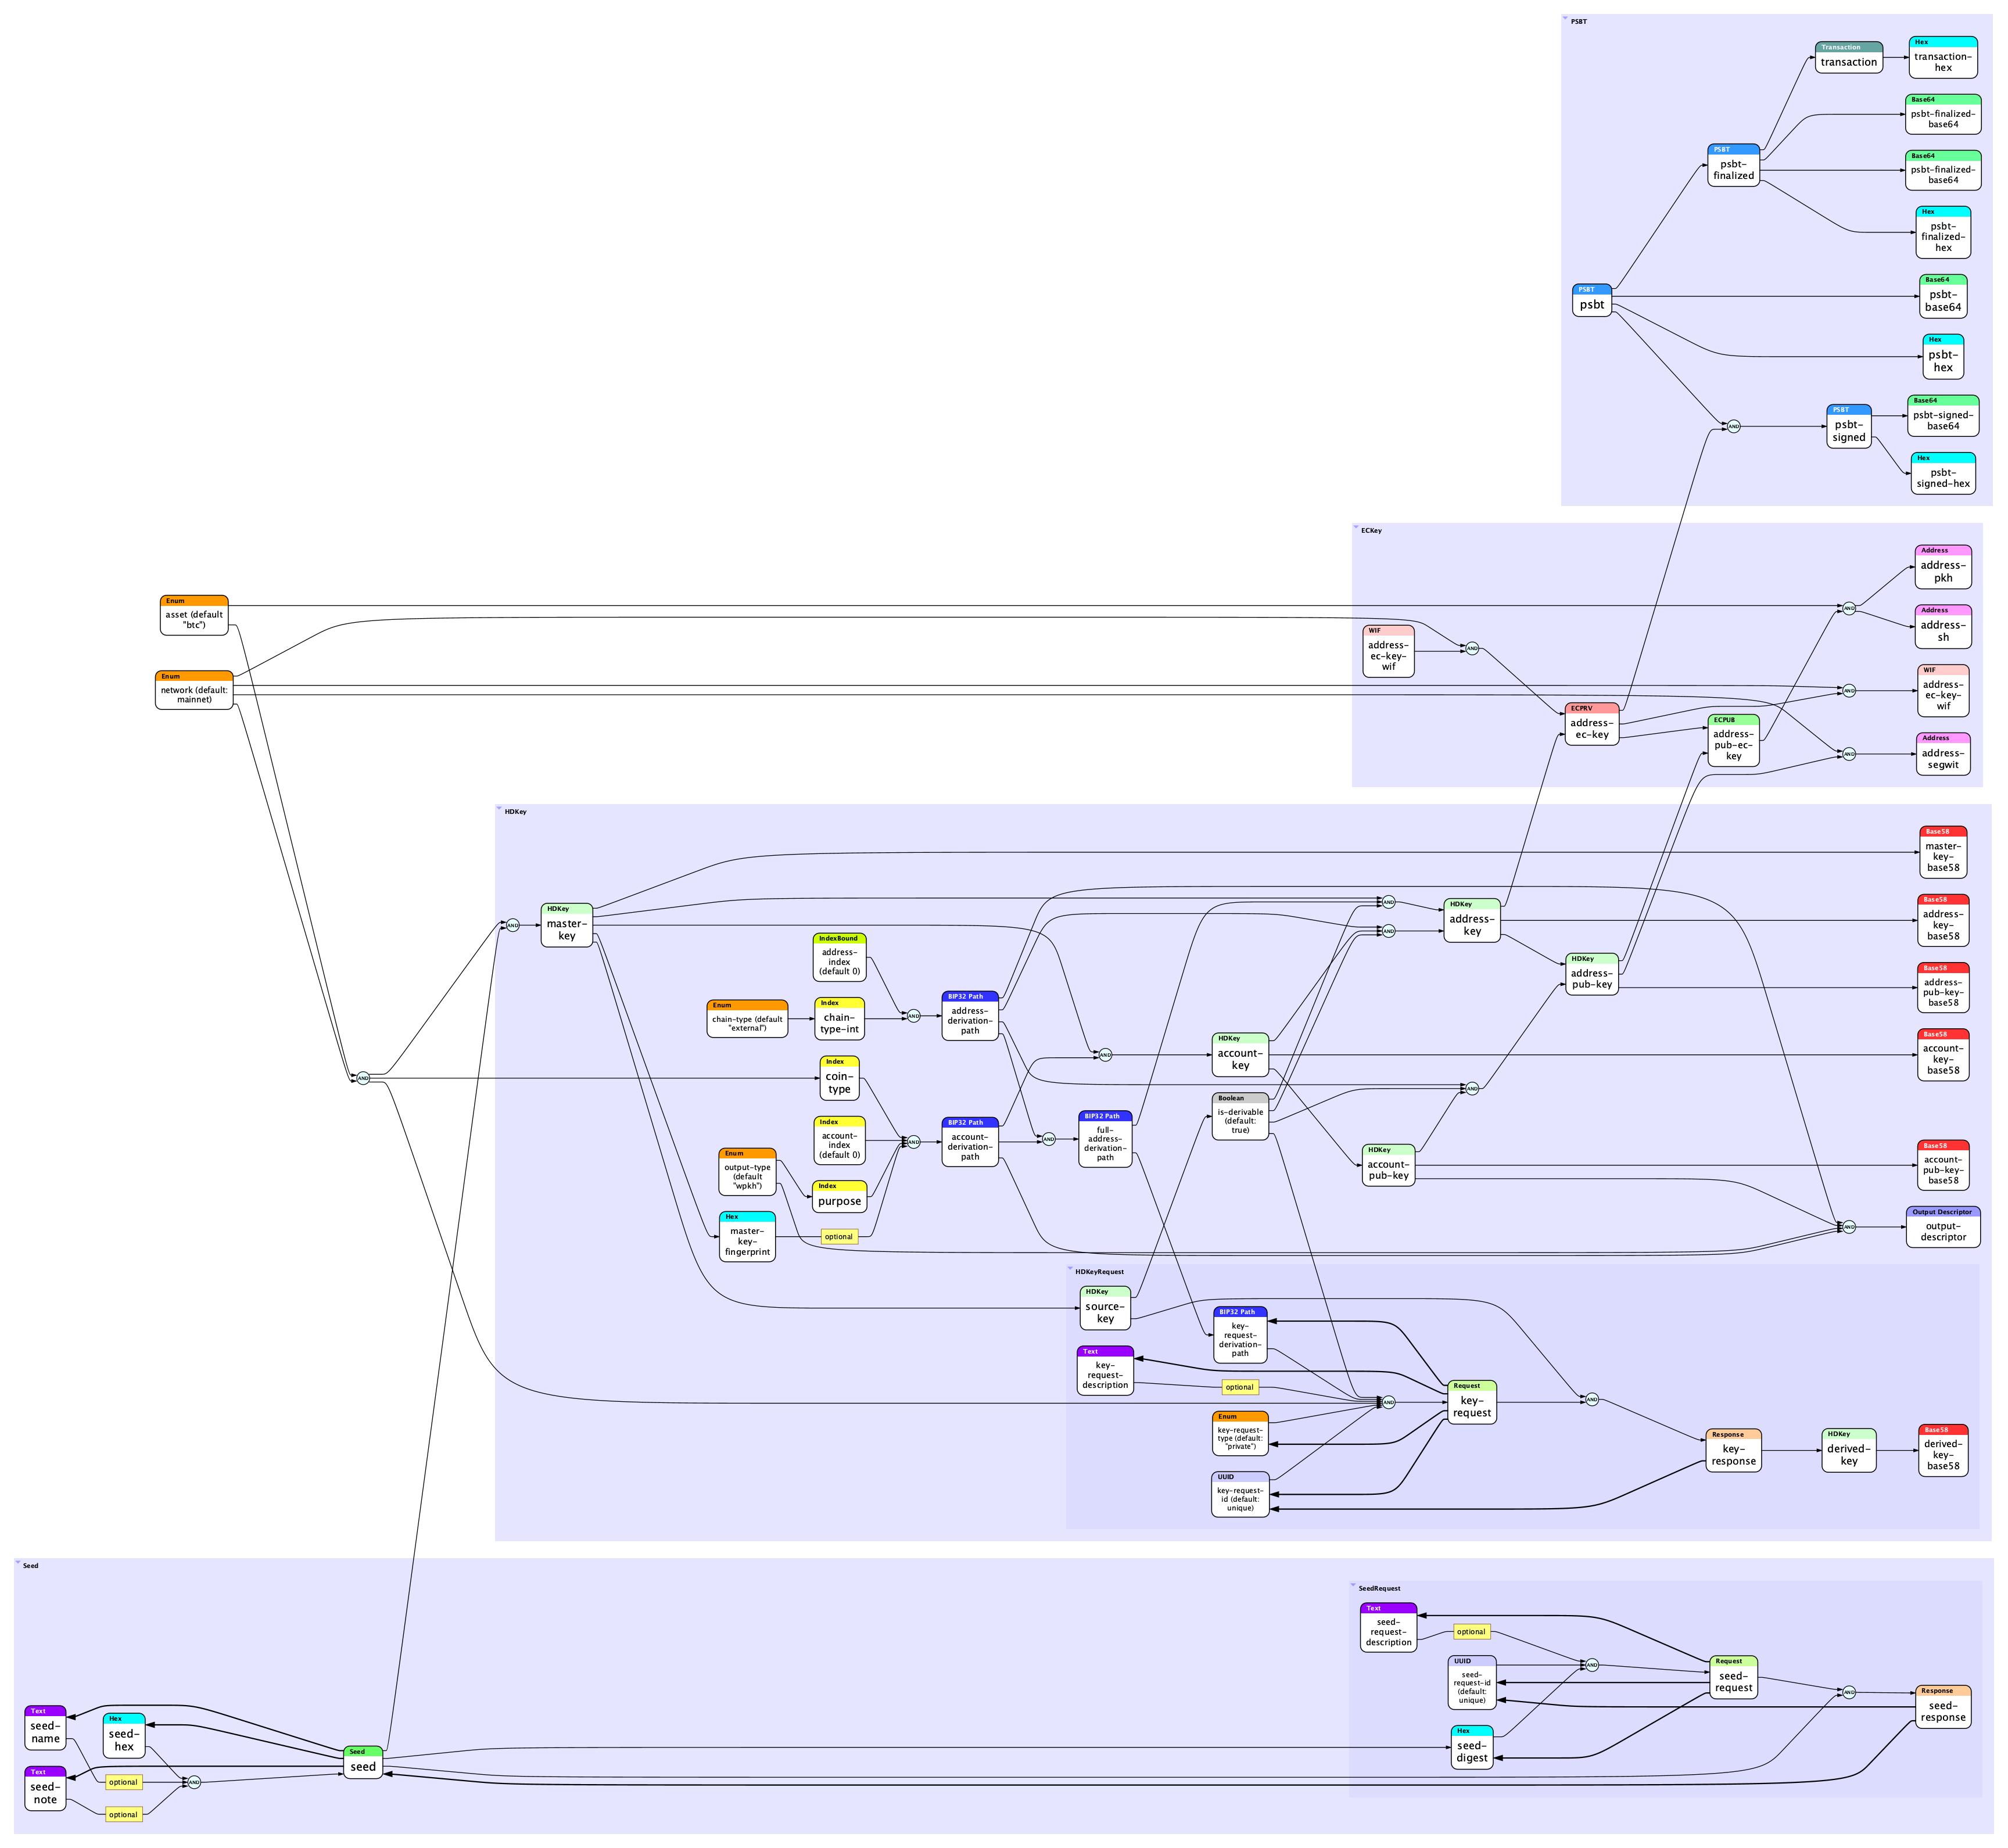 PSBT
Transaction
transaction
Hex
transaction-
hex
Base64
psbt-finalized-
base64
PSBT
psbt-
finalized
Base64
psbt-finalized-
base64
Hex
psbt-
finalized-
hex
PSBT
psbt
Base64
psbt-
base64
Hex
psbt-
hex
AND
PSBT
psbt-
signed
Base64
psbt-signed-
base64
Hex
psbt-
signed-hex
ECKey
Enum
asset (default
"btc")
Enum
network (default:
mainnet)
WIF
address-
ec-key-
wif
AND
ECPRV
address-
ec-key
ECPUB
address-
pub-ec-
key
AND
Address
address-
pkh
Address
address-
sh
AND
WIF
address-
ec-key-
wif
AND
Address
address-
segwit
HDKey
AND
HDKey
master-
key
Base58
master-
key-
base58
AND
AND
HDKey
address-
key
Base58
address-
key-
base58
IndexBound
address-
index
(default 0)
Enum
chain-type (default
"external")
Index
chain-
type-int
AND
BIP32 Path
address-
derivation-
path
HDKey
address-
pub-key
Base58
address-
pub-key-
base58
AND
Index
coin-
type
AND
HDKey
account-
key
Base58
account-
key-
base58
AND
Boolean
is-derivable
(default:
true)
Index
account-
index
(default 0)
AND
BIP32 Path
account-
derivation-
path
AND
BIP32 Path
full-
address-
derivation-
path
HDKey
account-
pub-key
Base58
account-
pub-key-
base58
Enum
output-type
(default
"wpkh")
Index
purpose
Hex
master-
key-
fingerprint
optional
AND
Output Descriptor
output-
descriptor
HDKeyRequest
HDKey
source-
key
BIP32 Path
key-
request-
derivation-
path
Text
key-
request-
description
optional
Enum
key-request-
type (default:
"private")
UUID
key-request-
id (default:
unique)
AND
Request
key-
request
AND
Response
key-
response
HDKey
derived-
key
Base58
derived-
key-
base58
Seed
SeedRequest
Text
seed-
request-
description
optional
UUID
seed-
request-id
(default:
unique)
Hex
seed-
digest
AND
Request
seed-
request
AND
Response
seed-
response
Text
seed-
name
Hex
seed-
hex
Text
seed-
note
optional
optional
AND
Seed
seed